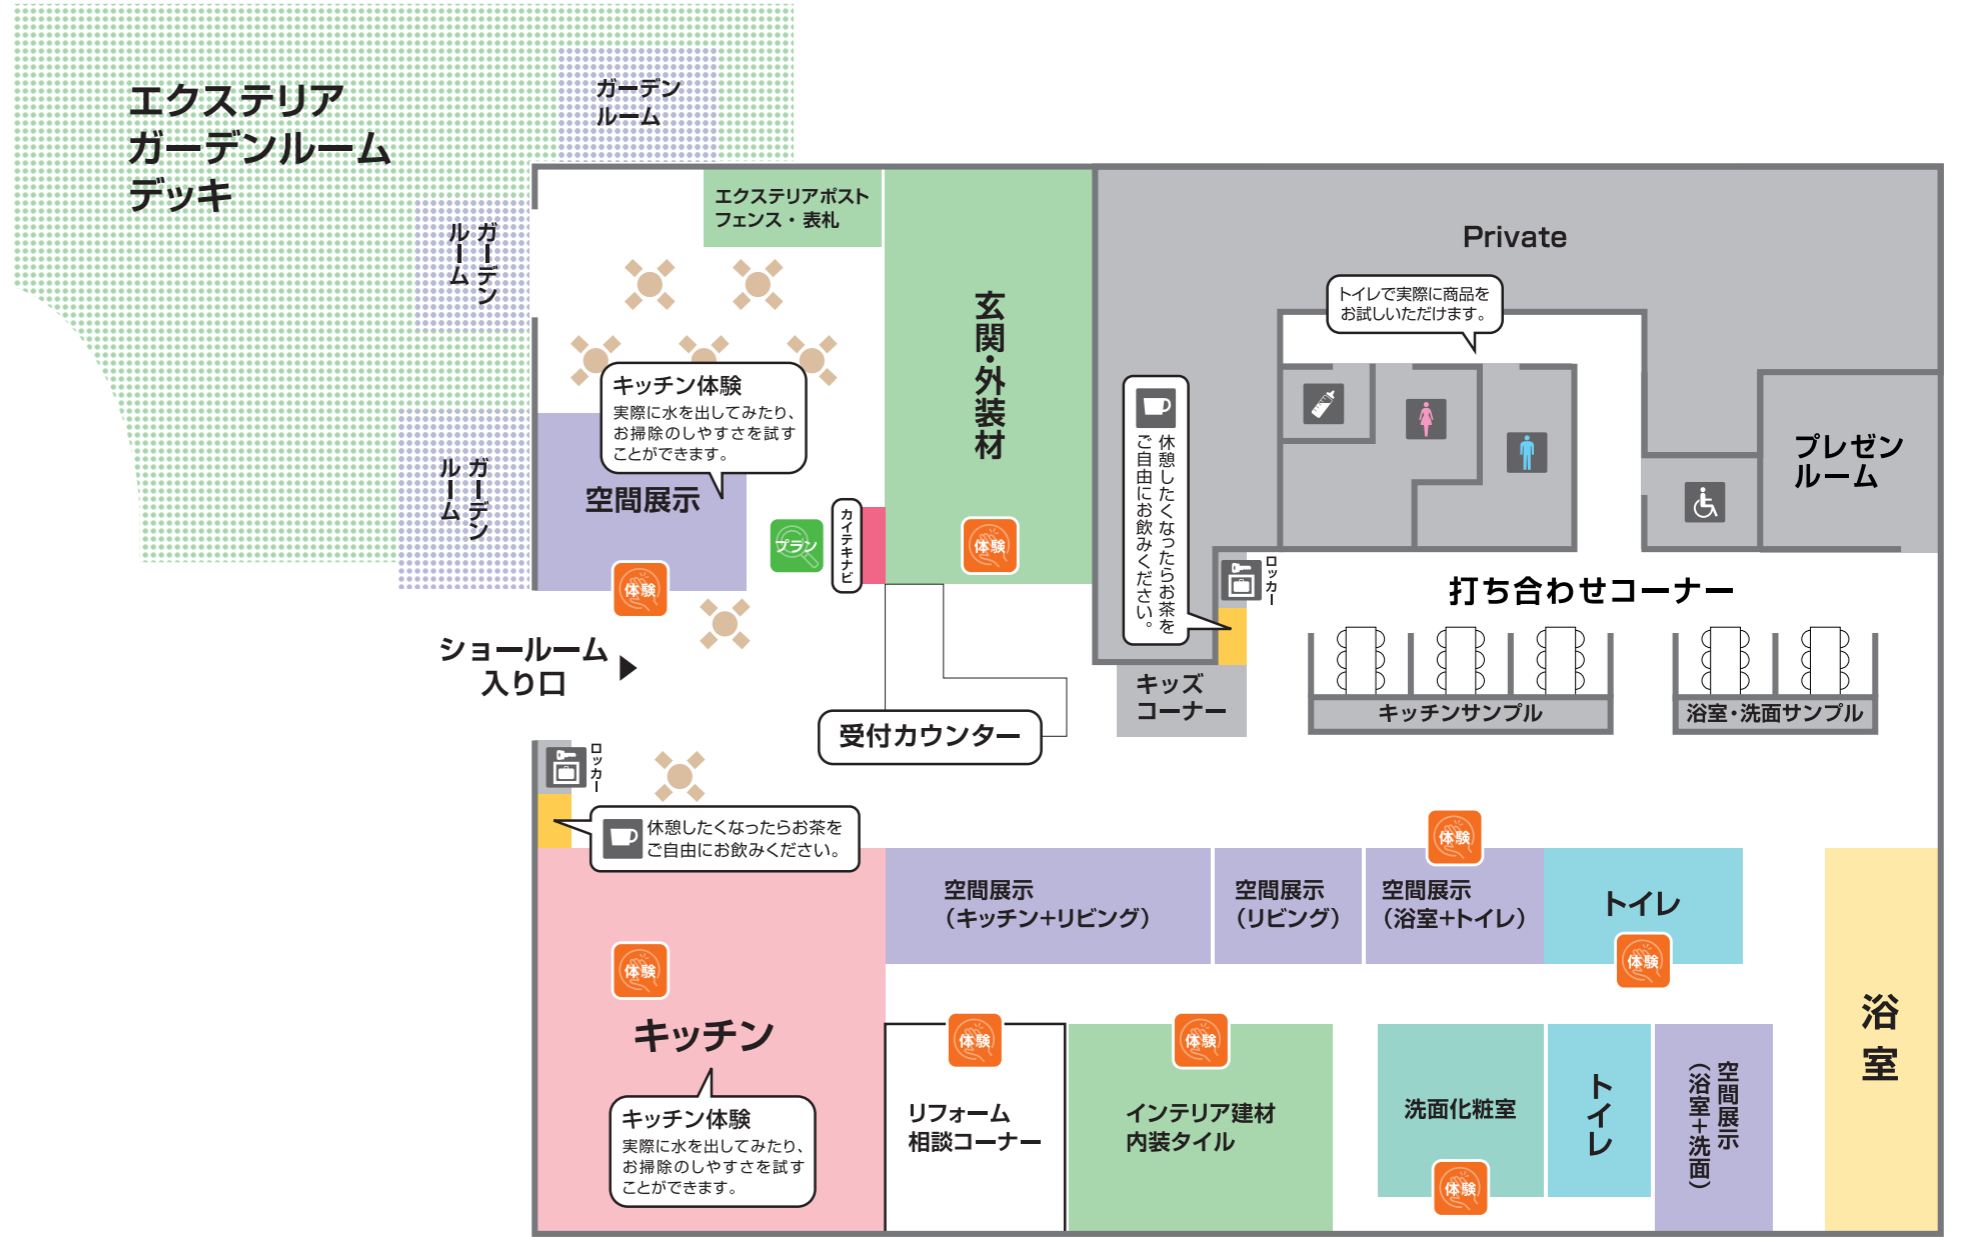 エクステリア
ガーデンルーム
デッキ
ガーデン
ルーム
ガーデン
ルーム
ガーデン
ルーム
エクステリアポスト
フェンス・表札
玄関・外装材
Private
トイレで実際に商品を
お試しいただけます。
キッチン体験
実際に水を出してみたり、
お掃除のしやすさを試す
ことができます。
空間展示
体験
プラン
カイテキナビ
体験
休憩したくなったらお茶を
ご自由にお飲みください。
ロッカー
プレゼン
ルーム
打ち合わせコーナー
キッチンサンプル
浴室・洗面サンプル
キッズ
コーナー
ショールーム
入り口
受付カウンター
ロッカー
休憩したくなったらお茶を
ご自由にお飲みください。
体験
キッチン
キッチン体験
実際に水を出してみたり、
お掃除のしやすさを試す
ことができます。
空間展示
（キッチン＋リビング）
空間展示
（リビング）
体験
空間展示
（浴室＋トイレ）
トイレ
体験
体験
リフォーム
相談コーナー
体験
インテリア建材
内装タイル
洗面化粧室
体験
トイレ
空間展示
（浴室＋洗面）
浴室